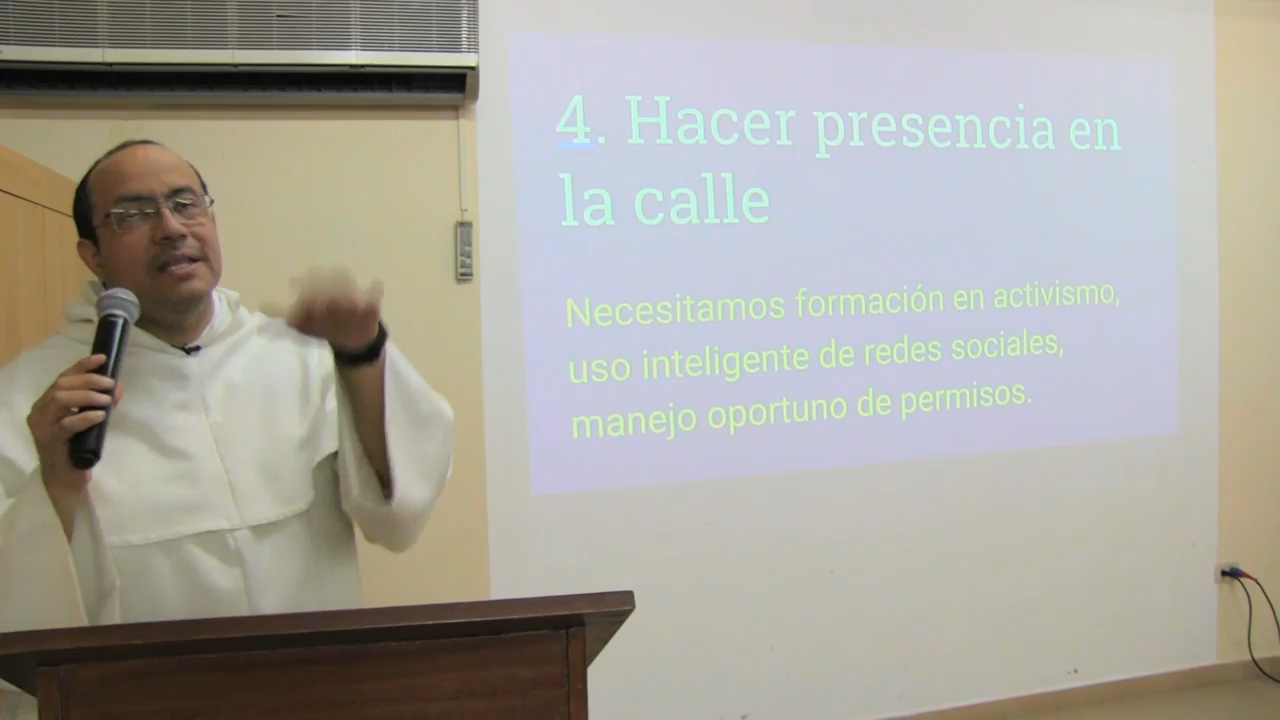 4. Hacer presencia en
la calle
Necesitamos formación en activismo,
uso inteligente de redes sociales,
manejo oportuno de permisos.